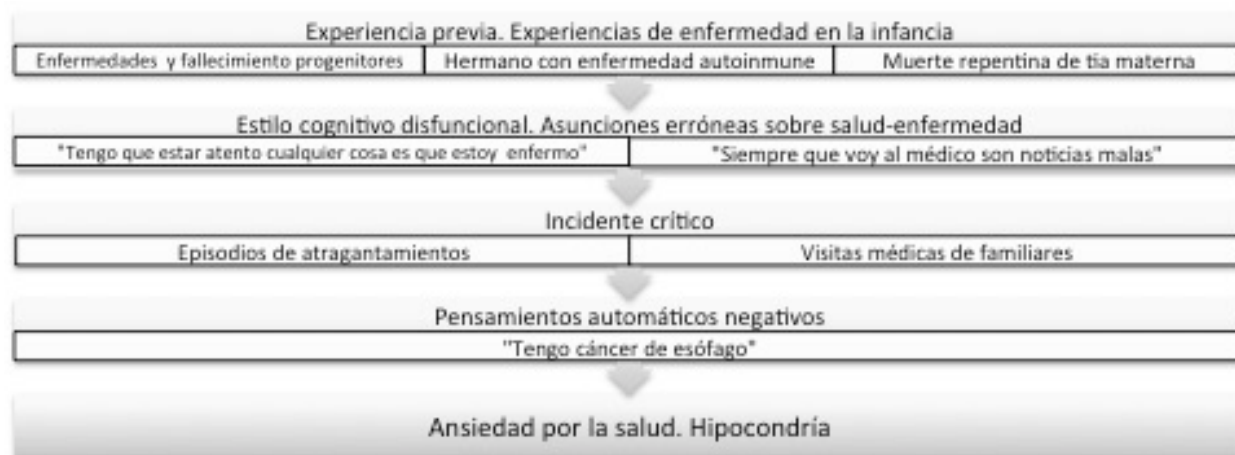 Experiencia previa. Experiencias de enfermedad en la infancia
Enfermedades y fallecimiento progenitores
Hermano con enfermedad autoinmune
Muerte repentina de tia materna
Estilo cognitivo disfuncional. Asunciones erróneas sobre salud-enfermedad
"Tengo que estar atento cualquier cosa es que estoy enfermo"
"Siempre que voy al médico son noticias malas"
Incidente crítico
Episodios de atragantamientos
Visitas médicas de familiares
Pensamientos automáticos negativos
"Tengo cáncer de esófago"
Ansiedad por la salud. Hipocondría